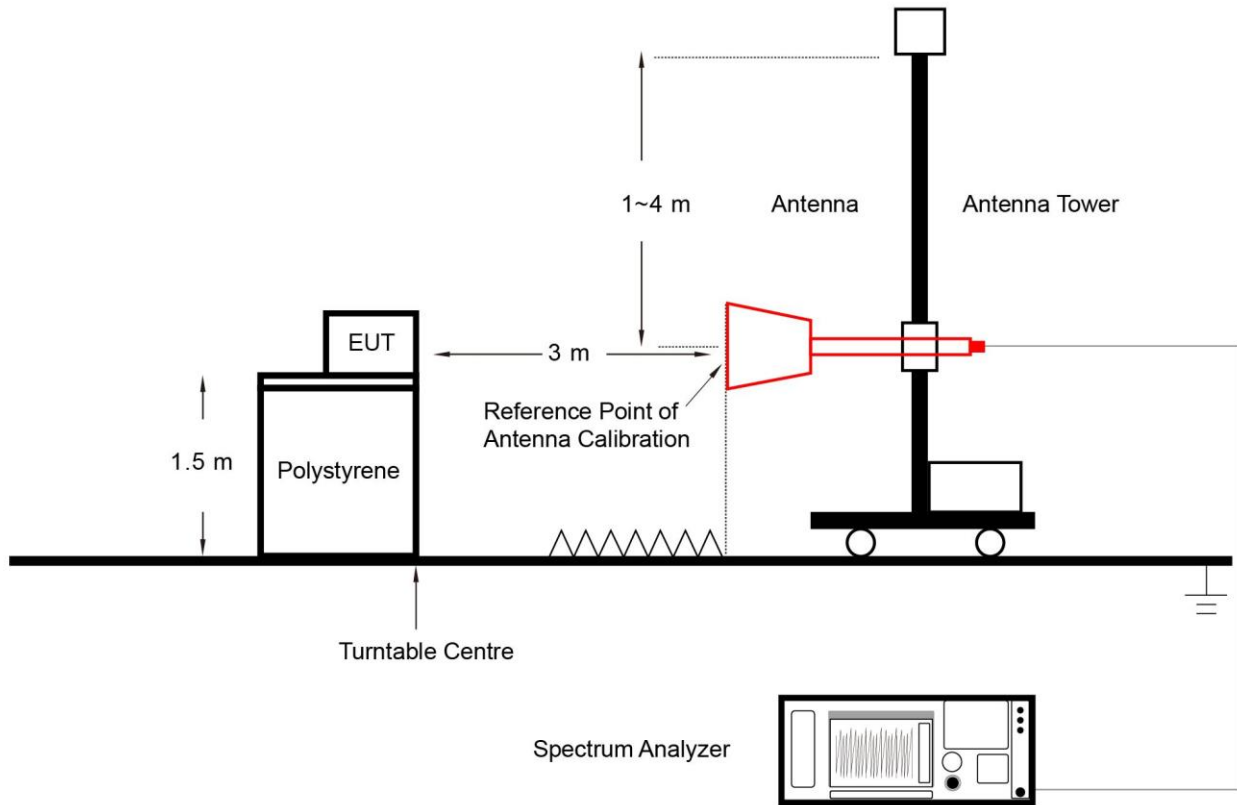 1~4 m
Antenna
Antenna Tower
EUT
3 m
Reference Point of
Antenna Calibration
1.5 m
Polystyrene
Turntable Centre
Spectrum Analyzer